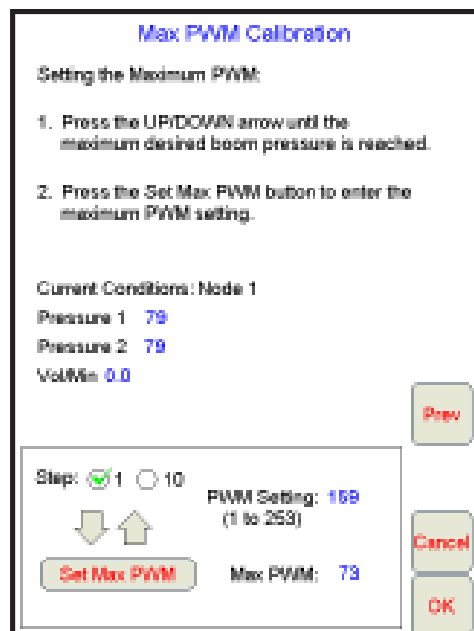 Max PWM Calibration
Setting the Maximum PWM:
1. Press the UP/DOWN arrow until the
maximum desired boom pressure is reached.
2. Press the Set Max PWM button to enter the
maximum PWM setting.
Current Conditions: Node 1
Pressure 1 79
Pressure 2 79
Vol/Min 0.0
Prev
Step: 1 10
PWM Setting: 159
(1 to 253)
Cancel
Set Max PWM
Max PWM: 73
OK